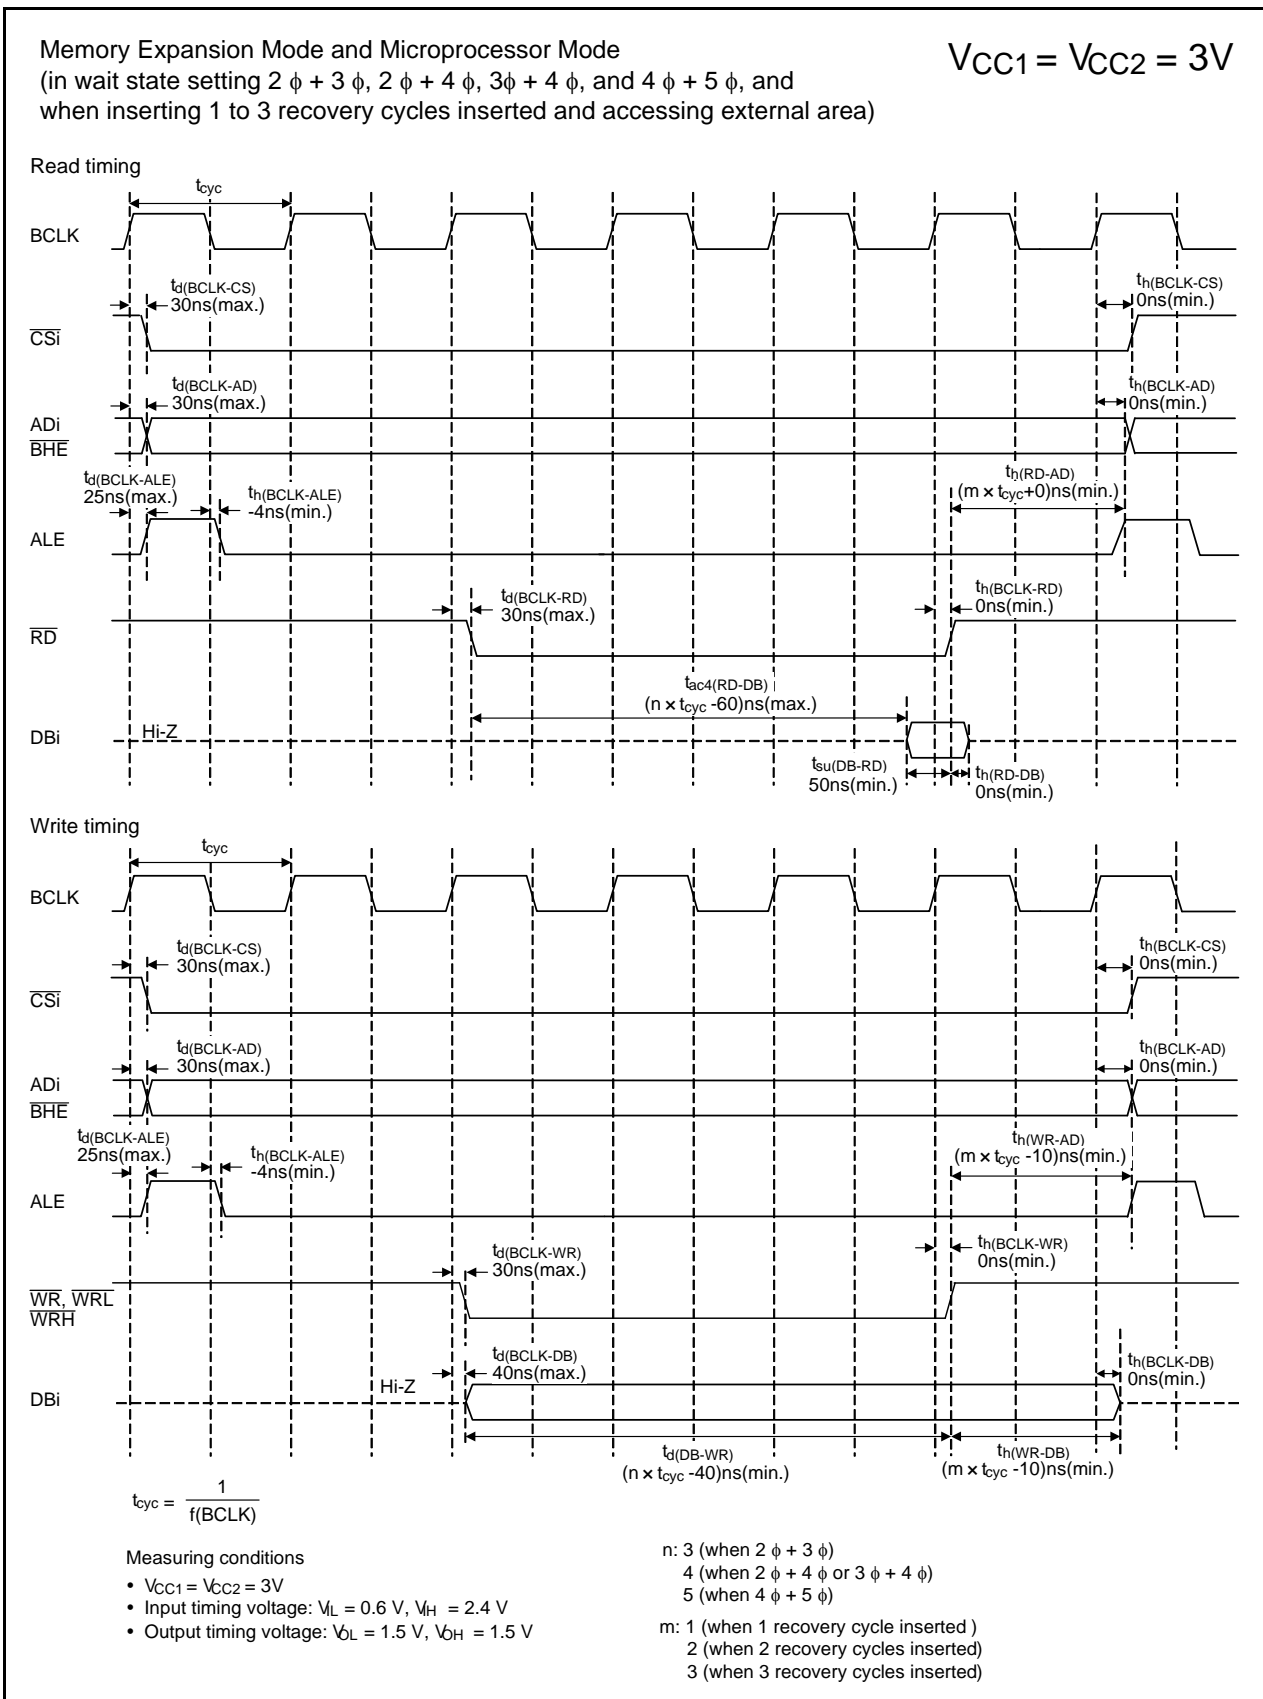 Memory Expansion Mode and Microprocessor Mode
(in wait state setting 2 ϕ + 3 ϕ, 2 ϕ + 4 ϕ, 3ϕ + 4 ϕ, and 4 ϕ + 5 ϕ, and
when inserting 1 to 3 recovery cycles inserted and accessing external area)
VCC1 = VCC2 = 3V
Read timing
tcyc
BCLK
td(BCLK-CS)
30ns(max.)
th(BCLK-CS)
0ns(min.)
CSi
td(BCLK-AD)
30ns(max.)
th(BCLK-AD)
0ns(min.)
ADi
BHE
td(BCLK-ALE)
25ns(max.)
th(BCLK-ALE)
-4ns(min.)
th(RD-AD)
(m × tcyc+0)ns(min.)
ALE
td(BCLK-RD)
30ns(max.)
th(BCLK-RD)
0ns(min.)
RD
tac4(RD-DB)
(n × tcyc -60)ns(max.)
DBi
Hi-Z
tsu(DB-RD)
50ns(min.)
th(RD-DB)
0ns(min.)
Write timing
tcyc
BCLK
td(BCLK-CS)
30ns(max.)
th(BCLK-CS)
0ns(min.)
CSi
td(BCLK-AD)
30ns(max.)
th(BCLK-AD)
0ns(min.)
ADi
BHE
td(BCLK-ALE)
25ns(max.)
th(BCLK-ALE)
-4ns(min.)
th(WR-AD)
(m × tcyc -10)ns(min.)
ALE
td(BCLK-WR)
30ns(max.)
th(BCLK-WR)
0ns(min.)
WR, WRL
WRH
td(BCLK-DB)
40ns(max.)
th(BCLK-DB)
0ns(min.)
Hi-Z
DBi
td(DB-WR)
(n × tcyc -40)ns(min.)
th(WR-DB)
(m × tcyc -10)ns(min.)
tcyc = 1
f(BCLK)
Measuring conditions
• VCC1 = VCC2 = 3V
• Input timing voltage: VIL = 0.6 V, VIH = 2.4 V
• Output timing voltage: VOL = 1.5 V, VOH = 1.5 V
n: 3 (when 2 ϕ + 3 ϕ)
4 (when 2 ϕ + 4 ϕ or 3 ϕ + 4 ϕ)
5 (when 4 ϕ + 5 ϕ)
m: 1 (when 1 recovery cycle inserted )
2 (when 2 recovery cycles inserted)
3 (when 3 recovery cycles inserted)